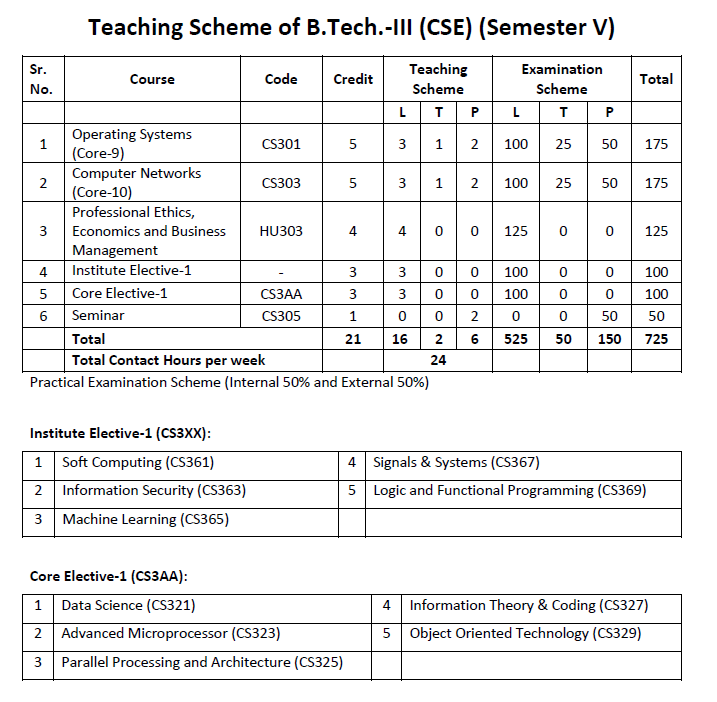 Teaching Scheme of B.Tech.-III (CSE) (Semester V)
Sr. No. Course Code Credit Teaching Scheme Examination Scheme Total
L T P L T P
1 Operating Systems (Core-9) CS301 5 3 1 2 100 25 50 175
2 Computer Networks (Core-10) CS303 5 3 1 2 100 25 50 175
3 Professional Ethics, Economics and Business Management HU303 4 4 0 0 125 0 0 125
4 Institute Elective-1 - 3 3 0 0 100 0 0 100
5 Core Elective-1 CS3AA 3 3 0 0 100 0 0 100
6 Seminar CS305 1 0 0 2 0 0 50 50
Total 21 16 2 6 525 50 150 725
Total Contact Hours per week 24
Practical Examination Scheme (Internal 50% and External 50%)
Institute Elective-1 (CS3XX):
1 Soft Computing (CS361) 4 Signals & Systems (CS367)
2 Information Security (CS363) 5 Logic and Functional Programming (CS369)
3 Machine Learning (CS365)
Core Elective-1 (CS3AA):
1 Data Science (CS321) 4 Information Theory & Coding (CS327)
2 Advanced Microprocessor (CS323) 5 Object Oriented Technology (CS329)
3 Parallel Processing and Architecture (CS325)